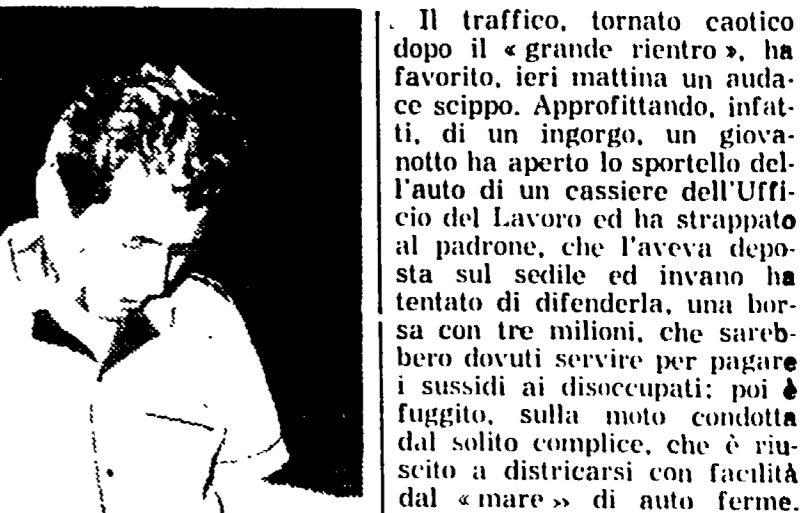 Il traffico, tornato caotico
dopo il « grande rientro », ha
favorito, ieri mattina un auda-
ce scippo. Approfittando, infat-
ti, di un ingorgo, un giova-
notto ha aperto lo sportello del-
l'auto di un cassiere dell'Uffi-
cio del Lavoro ed ha strappato
al padrone, che l'aveva depo-
sta sul sedile ed invano ha
tentato di difenderla, una bor-
sa con tre milioni, che sareb-
bero dovuti servire per pagare
i sussidi ai disoccupati: poi è
fuggito, sulla moto condotta
dal solito complice, che è riu-
scito a districarsi con facilità
dal « mare » di auto ferme.